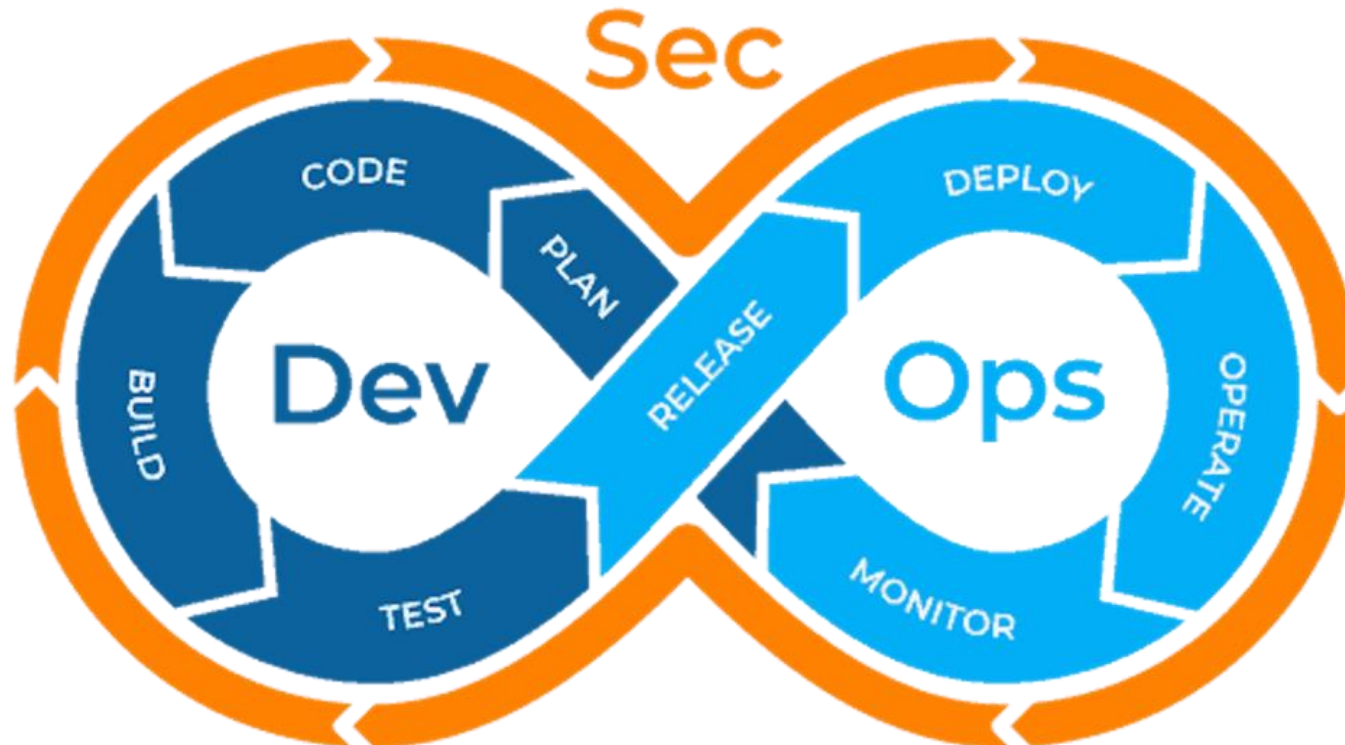 Sec
CODE
DEPLOY
PLAN
RELEASE
Dev
Ops
BUILD
OPERATE
TEST
MONITOR